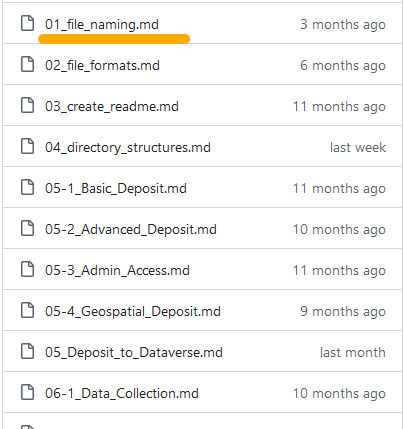 01_file_naming.md 3 months ago
02_file_formats.md 6 months ago
03_create_readme.md 11 months ago
04_directory_structures.md last week
05-1_Basic_Deposit.md 11 months ago
05-2_Advanced_Deposit.md 10 months ago
05-3_Admin_Access.md 11 months ago
05-4_Geospatial_Deposit.md 9 months ago
05_Deposit_to_Dataverse.md last month
06-1_Data_Collection.md 10 months ago